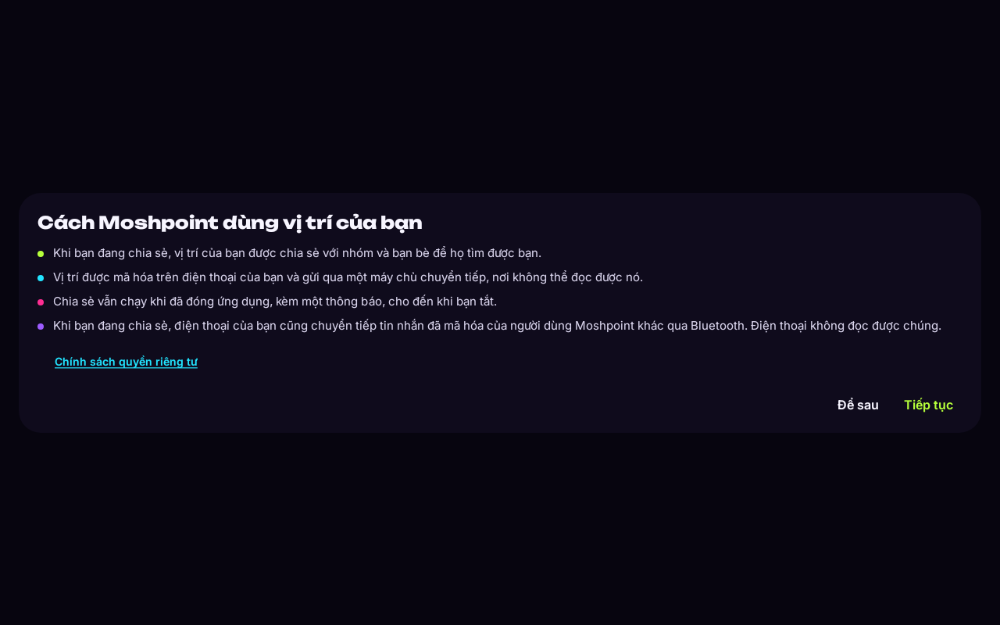 Cách Moshpoint dùng vị trí của bạn
Khi bạn đang chia sẻ, vị trí của bạn được chia sẻ với nhóm và bạn bè để họ tìm được bạn.
Vị trí được mã hóa trên điện thoại của bạn và gửi qua một máy chủ chuyển tiếp, nơi không thể đọc được nó.
Chia sẻ vẫn chạy khi đã đóng ứng dụng, kèm một thông báo, cho đến khi bạn tắt.
Khi bạn đang chia sẻ, điện thoại của bạn cũng chuyển tiếp tin nhắn đã mã hóa của người dùng Moshpoint khác qua Bluetooth. Điện thoại không đọc được chúng.
Chính sách quyền riêng tư
Để sau
Tiếp tục